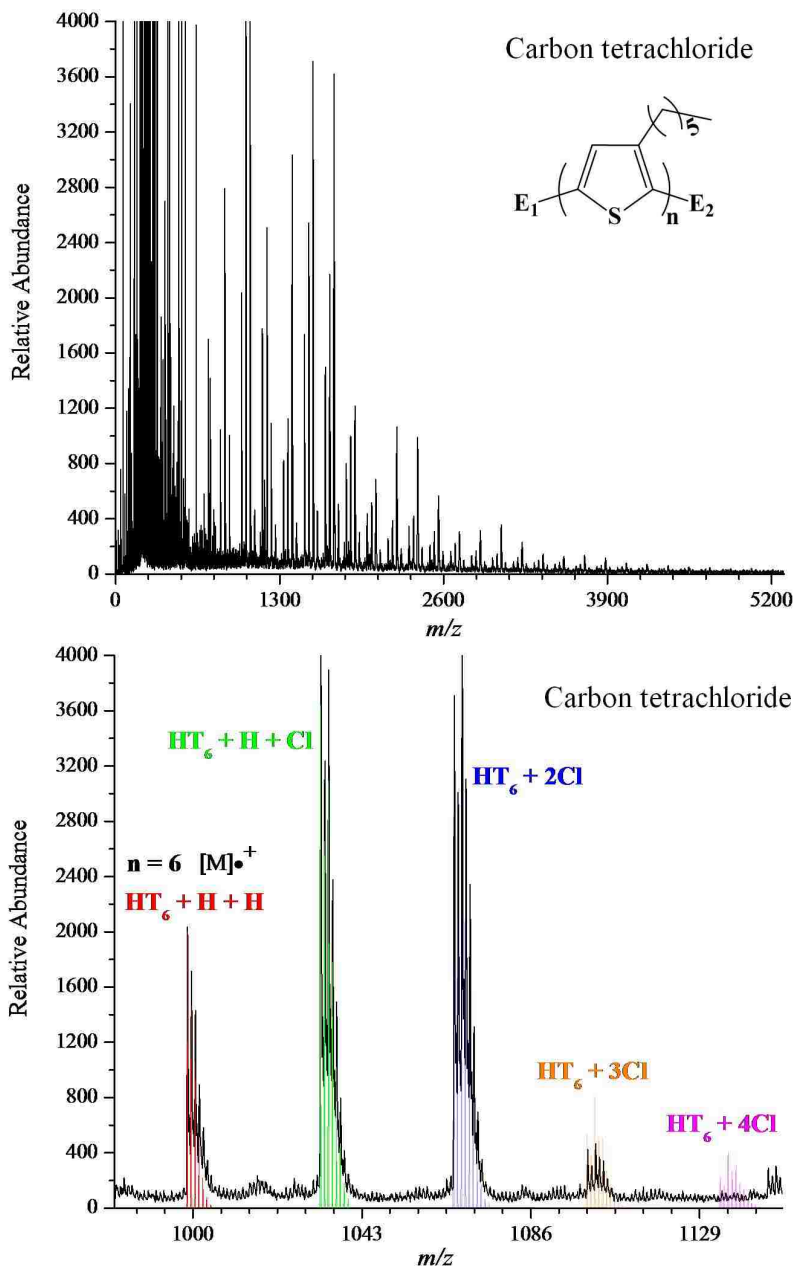 Carbon tetrachloride
4000
3600
3200
2800
2400
2000
1600
1200
800
400
0
Relative Abundance
E1
S
n
E2
5
0
1300
2600
3900
5200
m/z
Carbon tetrachloride
4000
3600
3200
2800
2400
2000
1600
1200
800
400
0
Relative Abundance
HT6 + H + Cl
HT6 + 2Cl
n = 6 [M]•+
HT6 + H + H
HT6 + 3Cl
HT6 + 4Cl
1000
1043
1086
1129
m/z